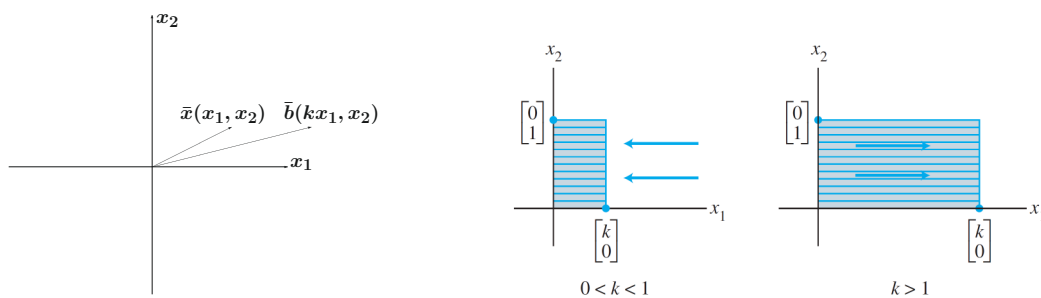 x₂
x̄(x₁, x₂)
b̄(kx₁, x₂)
x₁
x₂
[0
1]
x₁
[k
0]
0 < k < 1
x₂
[0
1]
x
[k
0]
k > 1